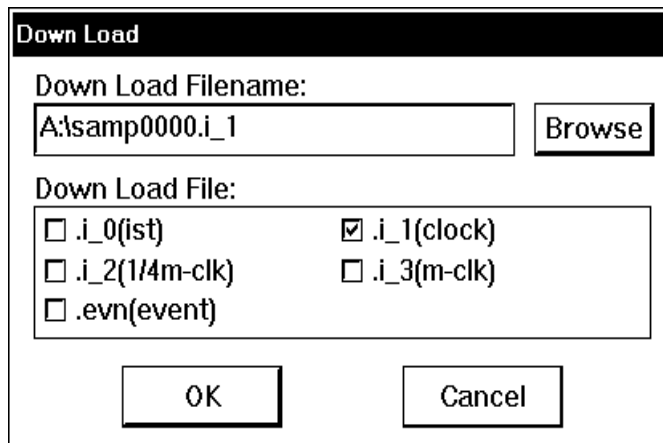 Down Load
Down Load Filename:
A:\samp0000.i_1
Browse
Down Load File:
.i_0(ist)
.i_1(clock)
.i_2(1/4m-clk)
.i_3(m-clk)
.evn(event)
OK
Cancel